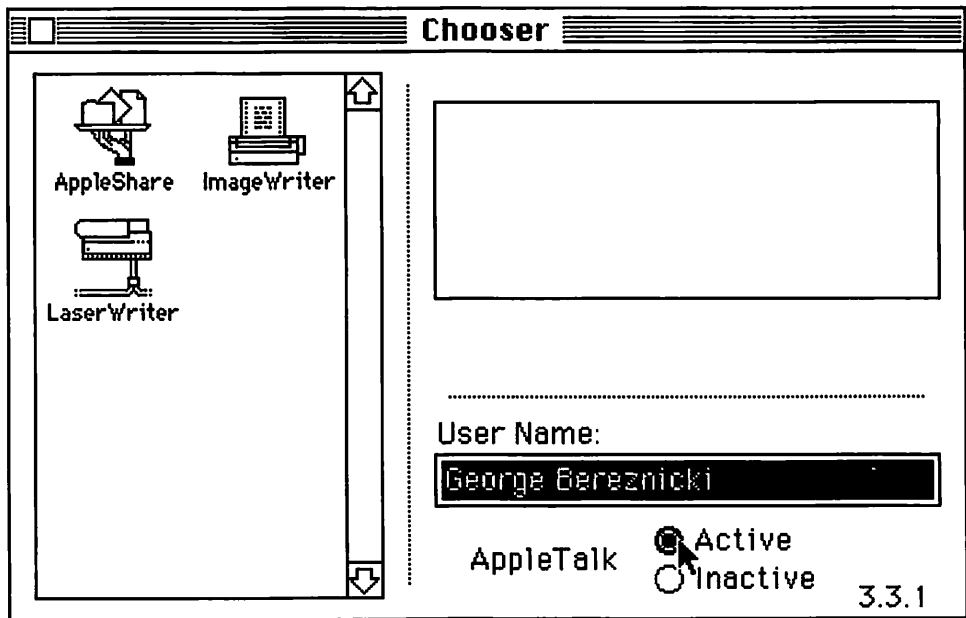 Chooser
AppleShare
ImageWriter
LaserWriter
User Name:
George Bereznicki
AppleTalk
Active
Inactive
3.3.1